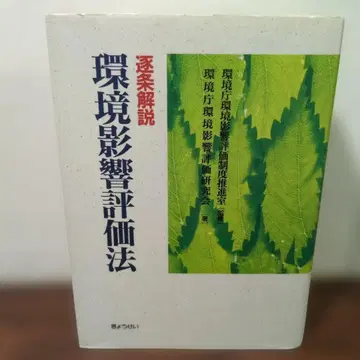 環境庁環境影響評価制度推進室
環境庁環境影響評価研究会
逐条解説
環境影響評価法
ぎょうせい